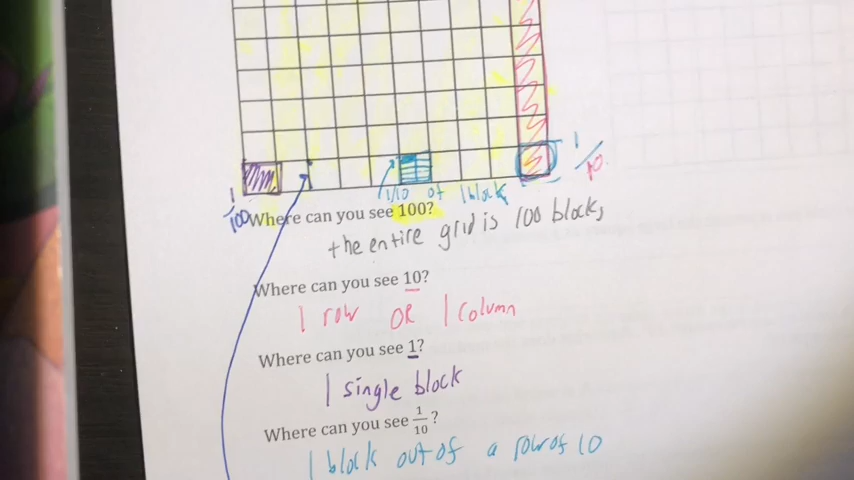 1/10
1/10 of 1 block
1/100
Where can you see 100?
the entire grid is 100 blocks
Where can you see 10?
1 row OR 1 column
Where can you see 1?
1 single block
Where can you see 1/10?
1 block out of a row of 10